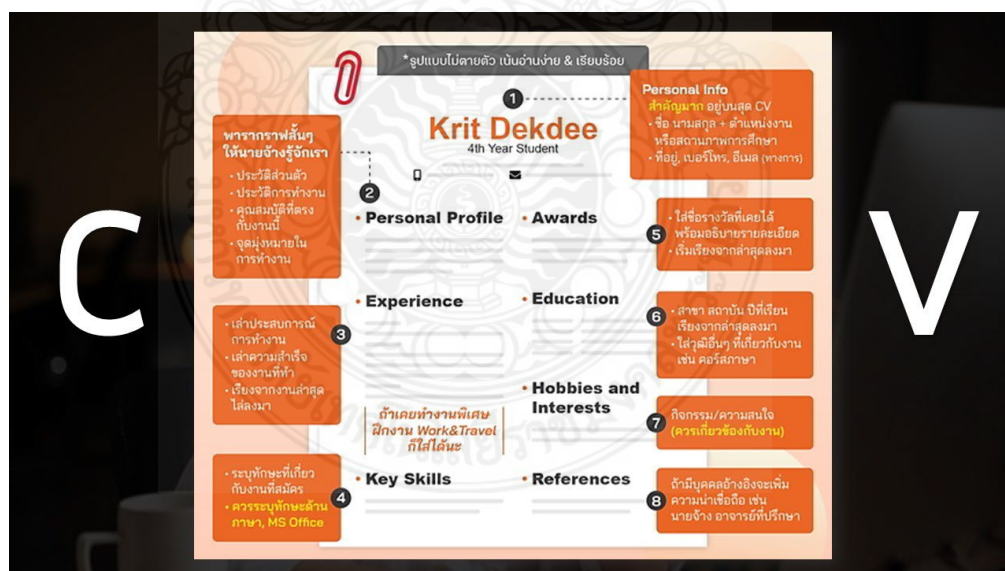 *รูปแบบไม่ตายตัว เน้นอ่านง่าย & เรียบร้อย
C
V
1
Krit Dekdee
4th Year Student
Personal Info
สำคัญมาก อยู่บนสุด CV
• ชื่อ นามสกุล + ตำแหน่งงาน
หรือสถานภาพการศึกษา
• ที่อยู่, เบอร์โทร, อีเมล (ทางการ)
พารากราฟสั้นๆ
ให้นายจ้างรู้จักเรา
• ประวัติส่วนตัว
• ประวัติการทำงาน
• คุณสมบัติที่ตรง
กับงานนี้
• จุดมุ่งหมายใน
การทำงาน
2
• Personal Profile
• Awards
5
• ใส่ชื่อรางวัลที่เคยได้
พร้อมอธิบายรายละเอียด
• เริ่มเรียงจากล่าสุดลงมา
• เล่าประสบการณ์
การทำงาน
• เล่าความสำเร็จ
ของงานที่ทำ
• เรียงจากงานล่าสุด
ไล่ลงมา
3
• Experience
ถ้าเคยทำงานพิเศษ
ฝึกงาน Work&Travel
ก็ใส่ได้นะ
• Education
6
• สาขา สถาบัน ปีที่เรียน
เรียงจากล่าสุดลงมา
• ใส่วุฒิอื่นๆ ที่เกี่ยวกับงาน
เช่น คอร์สภาษา
• Hobbies and
Interests
7
กิจกรรม/ความสนใจ
(ควรเกี่ยวข้องกับงาน)
• ระบุทักษะที่เกี่ยว
กับงานที่สมัคร
• ควรระบุทักษะด้าน
ภาษา, MS Office
4
• Key Skills
• References
8
ถ้ามีบุคคลอ้างอิงจะเพิ่ม
ความน่าเชื่อถือ เช่น
นายจ้าง อาจารย์ที่ปรึกษา